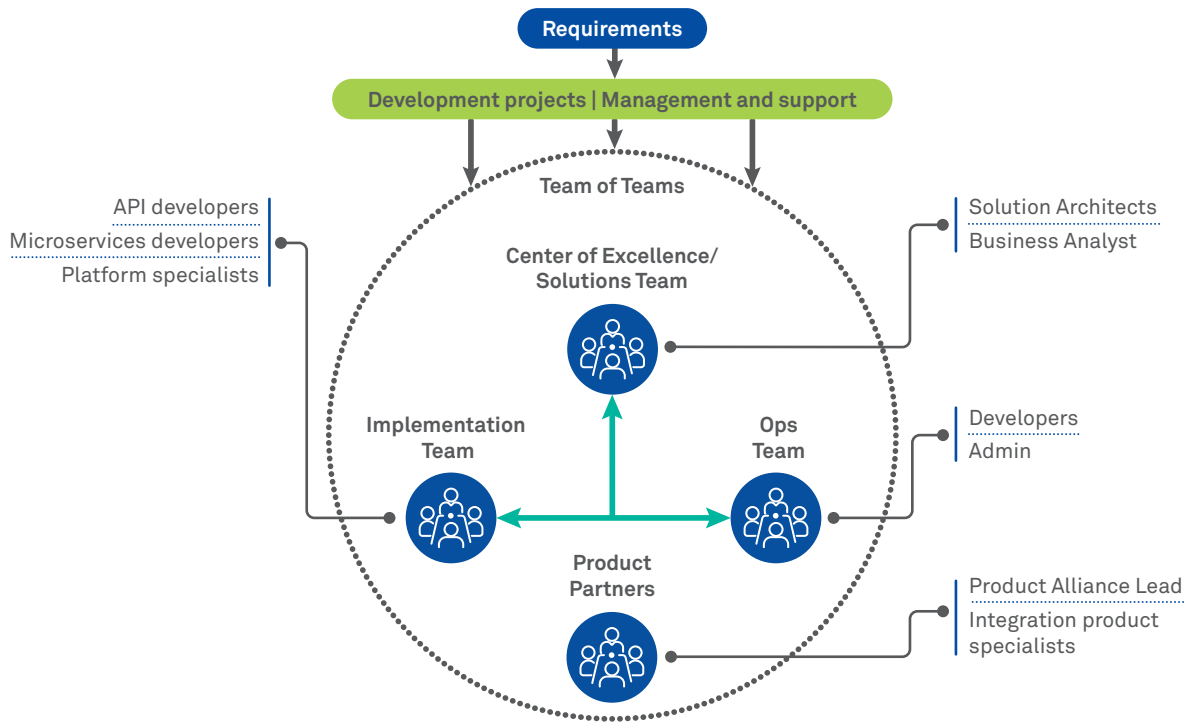 Requirements
Development projects | Management and support
Team of Teams
API developers
Microservices developers
Platform specialists
Solution Architects
Business Analyst
Center of Excellence/
Solutions Team
Implementation
Team
Ops
Team
Developers
Admin
Product
Partners
Product Alliance Lead
Integration product
specialists